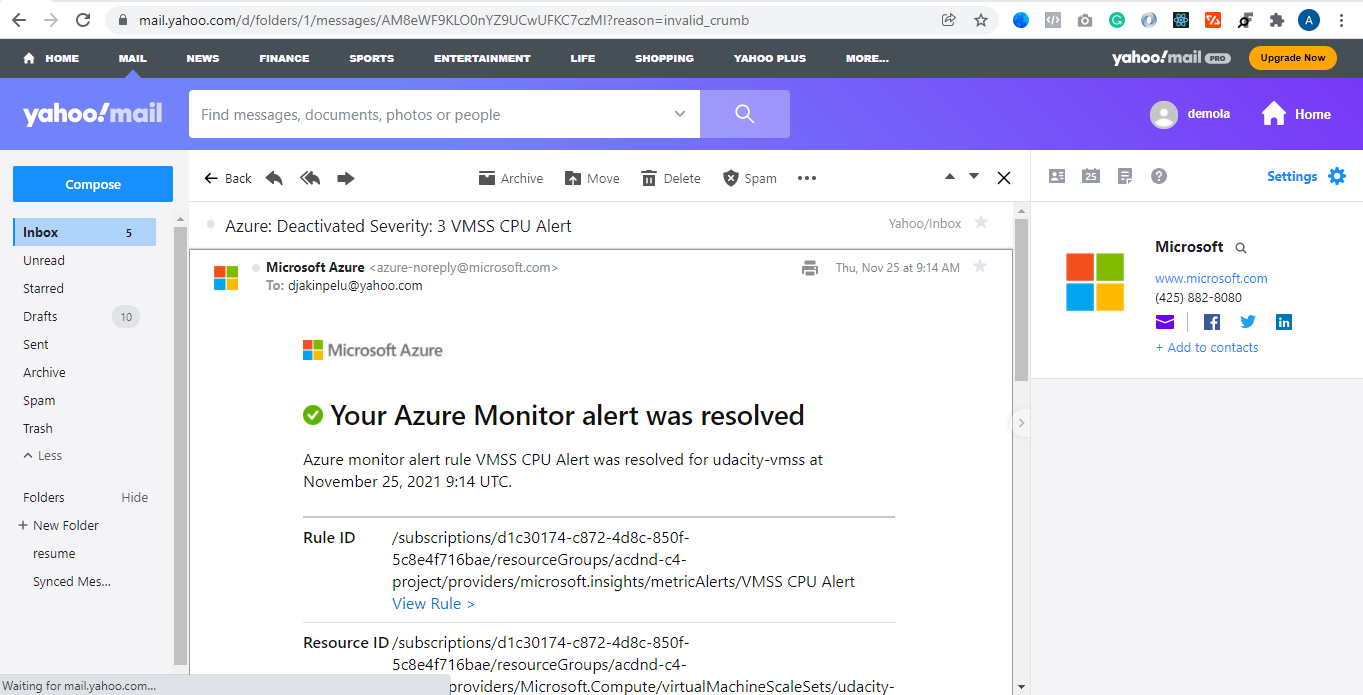 mail.yahoo.com/d/folders/1/messages/AM8eWF9KLO0nYZ9UCwUFKC7czMI?reason=invalid_crumb
A
HOME MAIL NEWS FINANCE SPORTS ENTERTAINMENT LIFE SHOPPING YAHOO PLUS MORE... yahoo!mail PRO Upgrade Now
yahoo!mail Find messages, documents, photos or people demola Home
Compose
Back Archive Move Delete Spam 25 Settings
Inbox 5
Unread
Starred
Drafts 10
Sent
Archive
Spam
Trash
Less
Folders Hide
+ New Folder
resume
Synced Mes...
Azure: Deactivated Severity: 3 VMSS CPU Alert Yahoo/Inbox
Microsoft Azure <azure-noreply@microsoft.com> Thu, Nov 25 at 9:14 AM
To: djakinpelu@yahoo.com
Microsoft Azure
Your Azure Monitor alert was resolved
Azure monitor alert rule VMSS CPU Alert was resolved for udacity-vmss at
November 25, 2021 9:14 UTC.
Rule ID /subscriptions/d1c30174-c872-4d8c-850f-
5c8e4f716bae/resourceGroups/acdnd-c4-
project/providers/microsoft.insights/metricAlerts/VMSS CPU Alert
View Rule >
Resource ID /subscriptions/d1c30174-c872-4d8c-850f-
5c8e4f716bae/resourceGroups/acdnd-c4-
providers/Microsoft.Compute/virtualMachineScaleSets/udacity-
Microsoft
www.microsoft.com
(425) 882-8080
+ Add to contacts
Waiting for mail.yahoo.com...